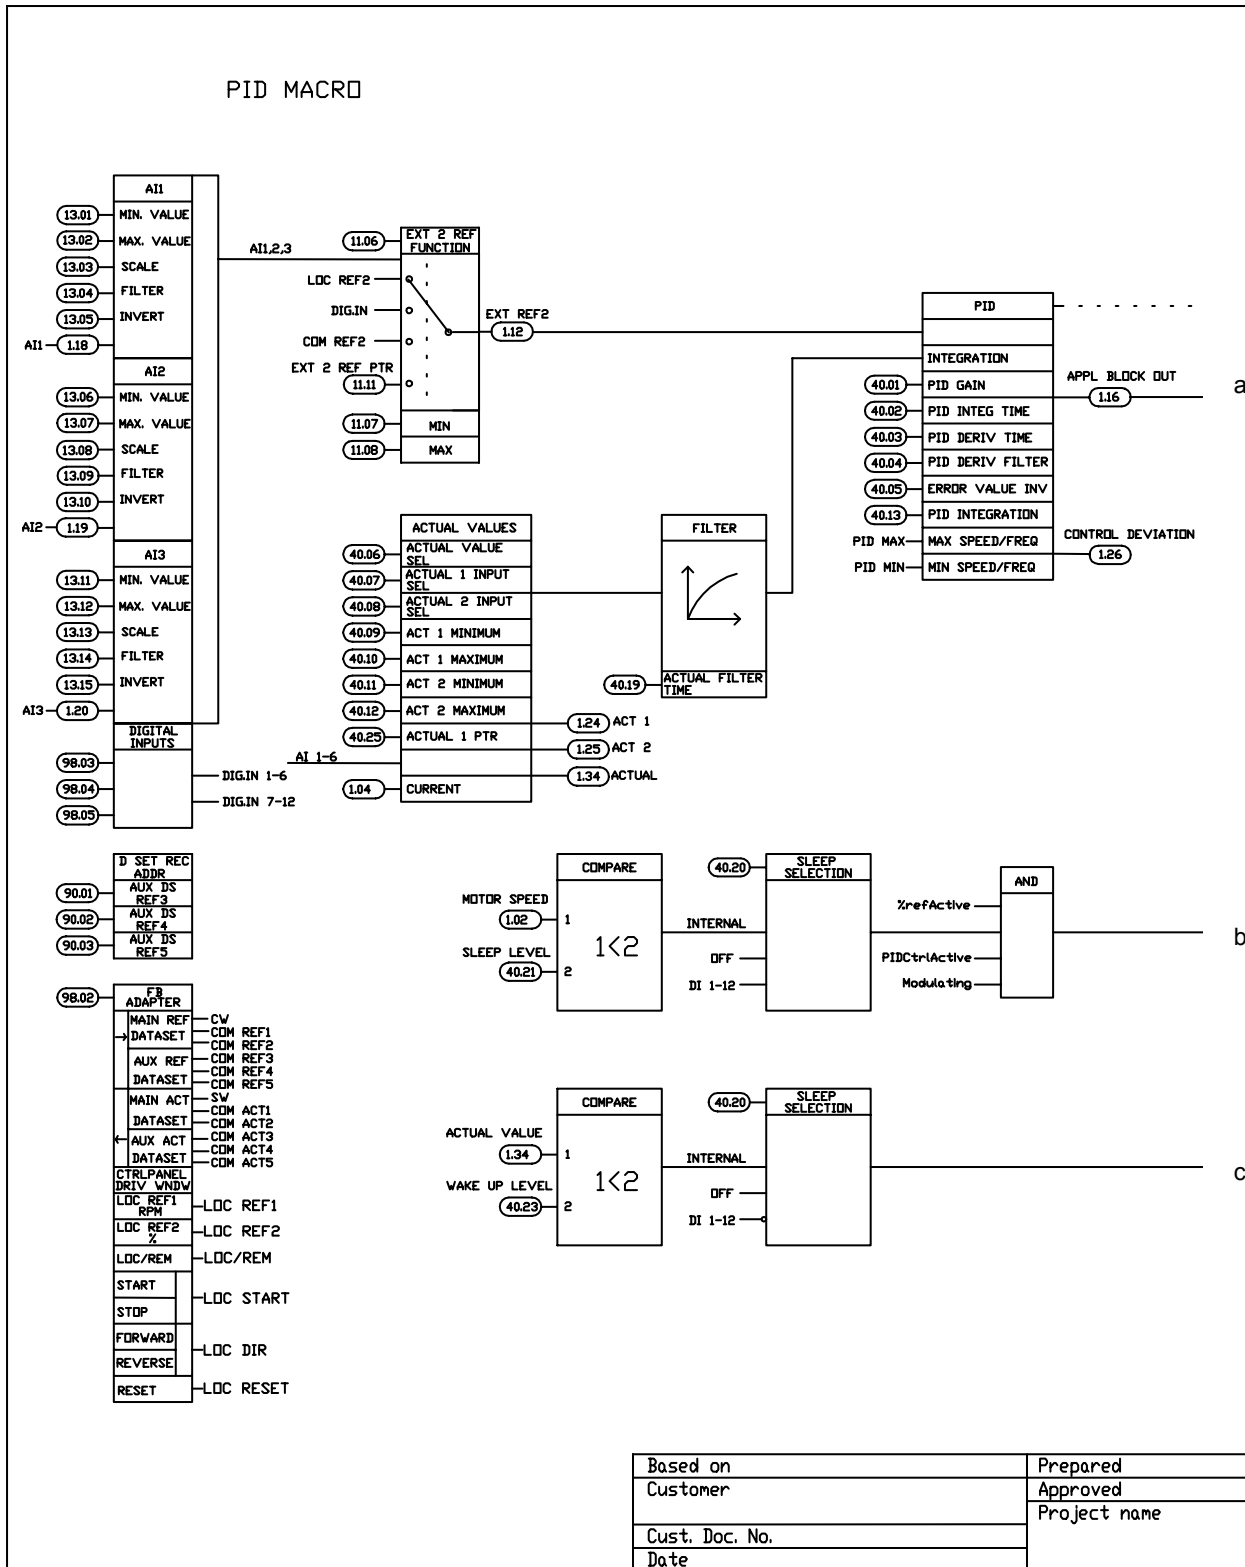 PID MACRO
AI1
13.01 MIN. VALUE
13.02 MAX. VALUE
13.03 SCALE
13.04 FILTER
13.05 INVERT
AI1 1.18
AI2
13.06 MIN. VALUE
13.07 MAX. VALUE
13.08 SCALE
13.09 FILTER
13.10 INVERT
AI2 1.19
AI3
13.11 MIN. VALUE
13.12 MAX. VALUE
13.13 SCALE
13.14 FILTER
13.15 INVERT
AI3 1.20
DIGITAL
INPUTS
98.03
98.04 DIG.IN 1-6
98.05 DIG.IN 7-12
AI1,2,3
11.06 EXT 2 REF
FUNCTION
LOC REF2
DIG.IN
COM REF2
EXT 2 REF PTR
11.11
11.07 MIN
11.08 MAX
EXT REF2
1.12
PID
INTEGRATION
40.01 PID GAIN
40.02 PID INTEG TIME
40.03 PID DERIV TIME
40.04 PID DERIV FILTER
40.05 ERROR VALUE INV
40.13 PID INTEGRATION
PID MAX MAX SPEED/FREQ
PID MIN MIN SPEED/FREQ
APPL BLOCK OUT
1.16
a
CONTROL DEVIATION
1.26
ACTUAL VALUES
40.06 ACTUAL VALUE
SEL
40.07 ACTUAL 1 INPUT
SEL
40.08 ACTUAL 2 INPUT
SEL
40.09 ACT 1 MINIMUM
40.10 ACT 1 MAXIMUM
40.11 ACT 2 MINIMUM
40.12 ACT 2 MAXIMUM
40.25 ACTUAL 1 PTR
AI 1-6
1.04 CURRENT
1.24 ACT 1
1.25 ACT 2
1.34 ACTUAL
FILTER
40.19 ACTUAL FILTER
TIME
D SET REC
ADDR
90.01 AUX DS
REF3
90.02 AUX DS
REF4
90.03 AUX DS
REF5
COMPARE
MOTOR SPEED
1.02 1
SLEEP LEVEL
40.21 2
1<2
40.20 SLEEP
SELECTION
INTERNAL
OFF
DI 1-12
AND
%refActive
PIDCtrlActive
Modulating
b
98.02 FB
ADAPTER
MAIN REF CW
DATASET COM REF1
COM REF2
AUX REF COM REF3
COM REF4
DATASET COM REF5
MAIN ACT SW
COM ACT1
DATASET COM ACT2
AUX ACT COM ACT3
COM ACT4
DATASET COM ACT5
CTRLPANEL
DRIV WNDW
LOC REF1
RPM LOC REF1
LOC REF2
% LOC REF2
LOC/REM LOC/REM
START
LOC START
STOP
FORWARD
LOC DIR
REVERSE
RESET LOC RESET
COMPARE
ACTUAL VALUE
1.34 1
WAKE UP LEVEL
40.23 2
1<2
40.20 SLEEP
SELECTION
INTERNAL
OFF
DI 1-12
c
Based on Prepared
Customer Approved
Project name
Cust. Doc. No.
Date